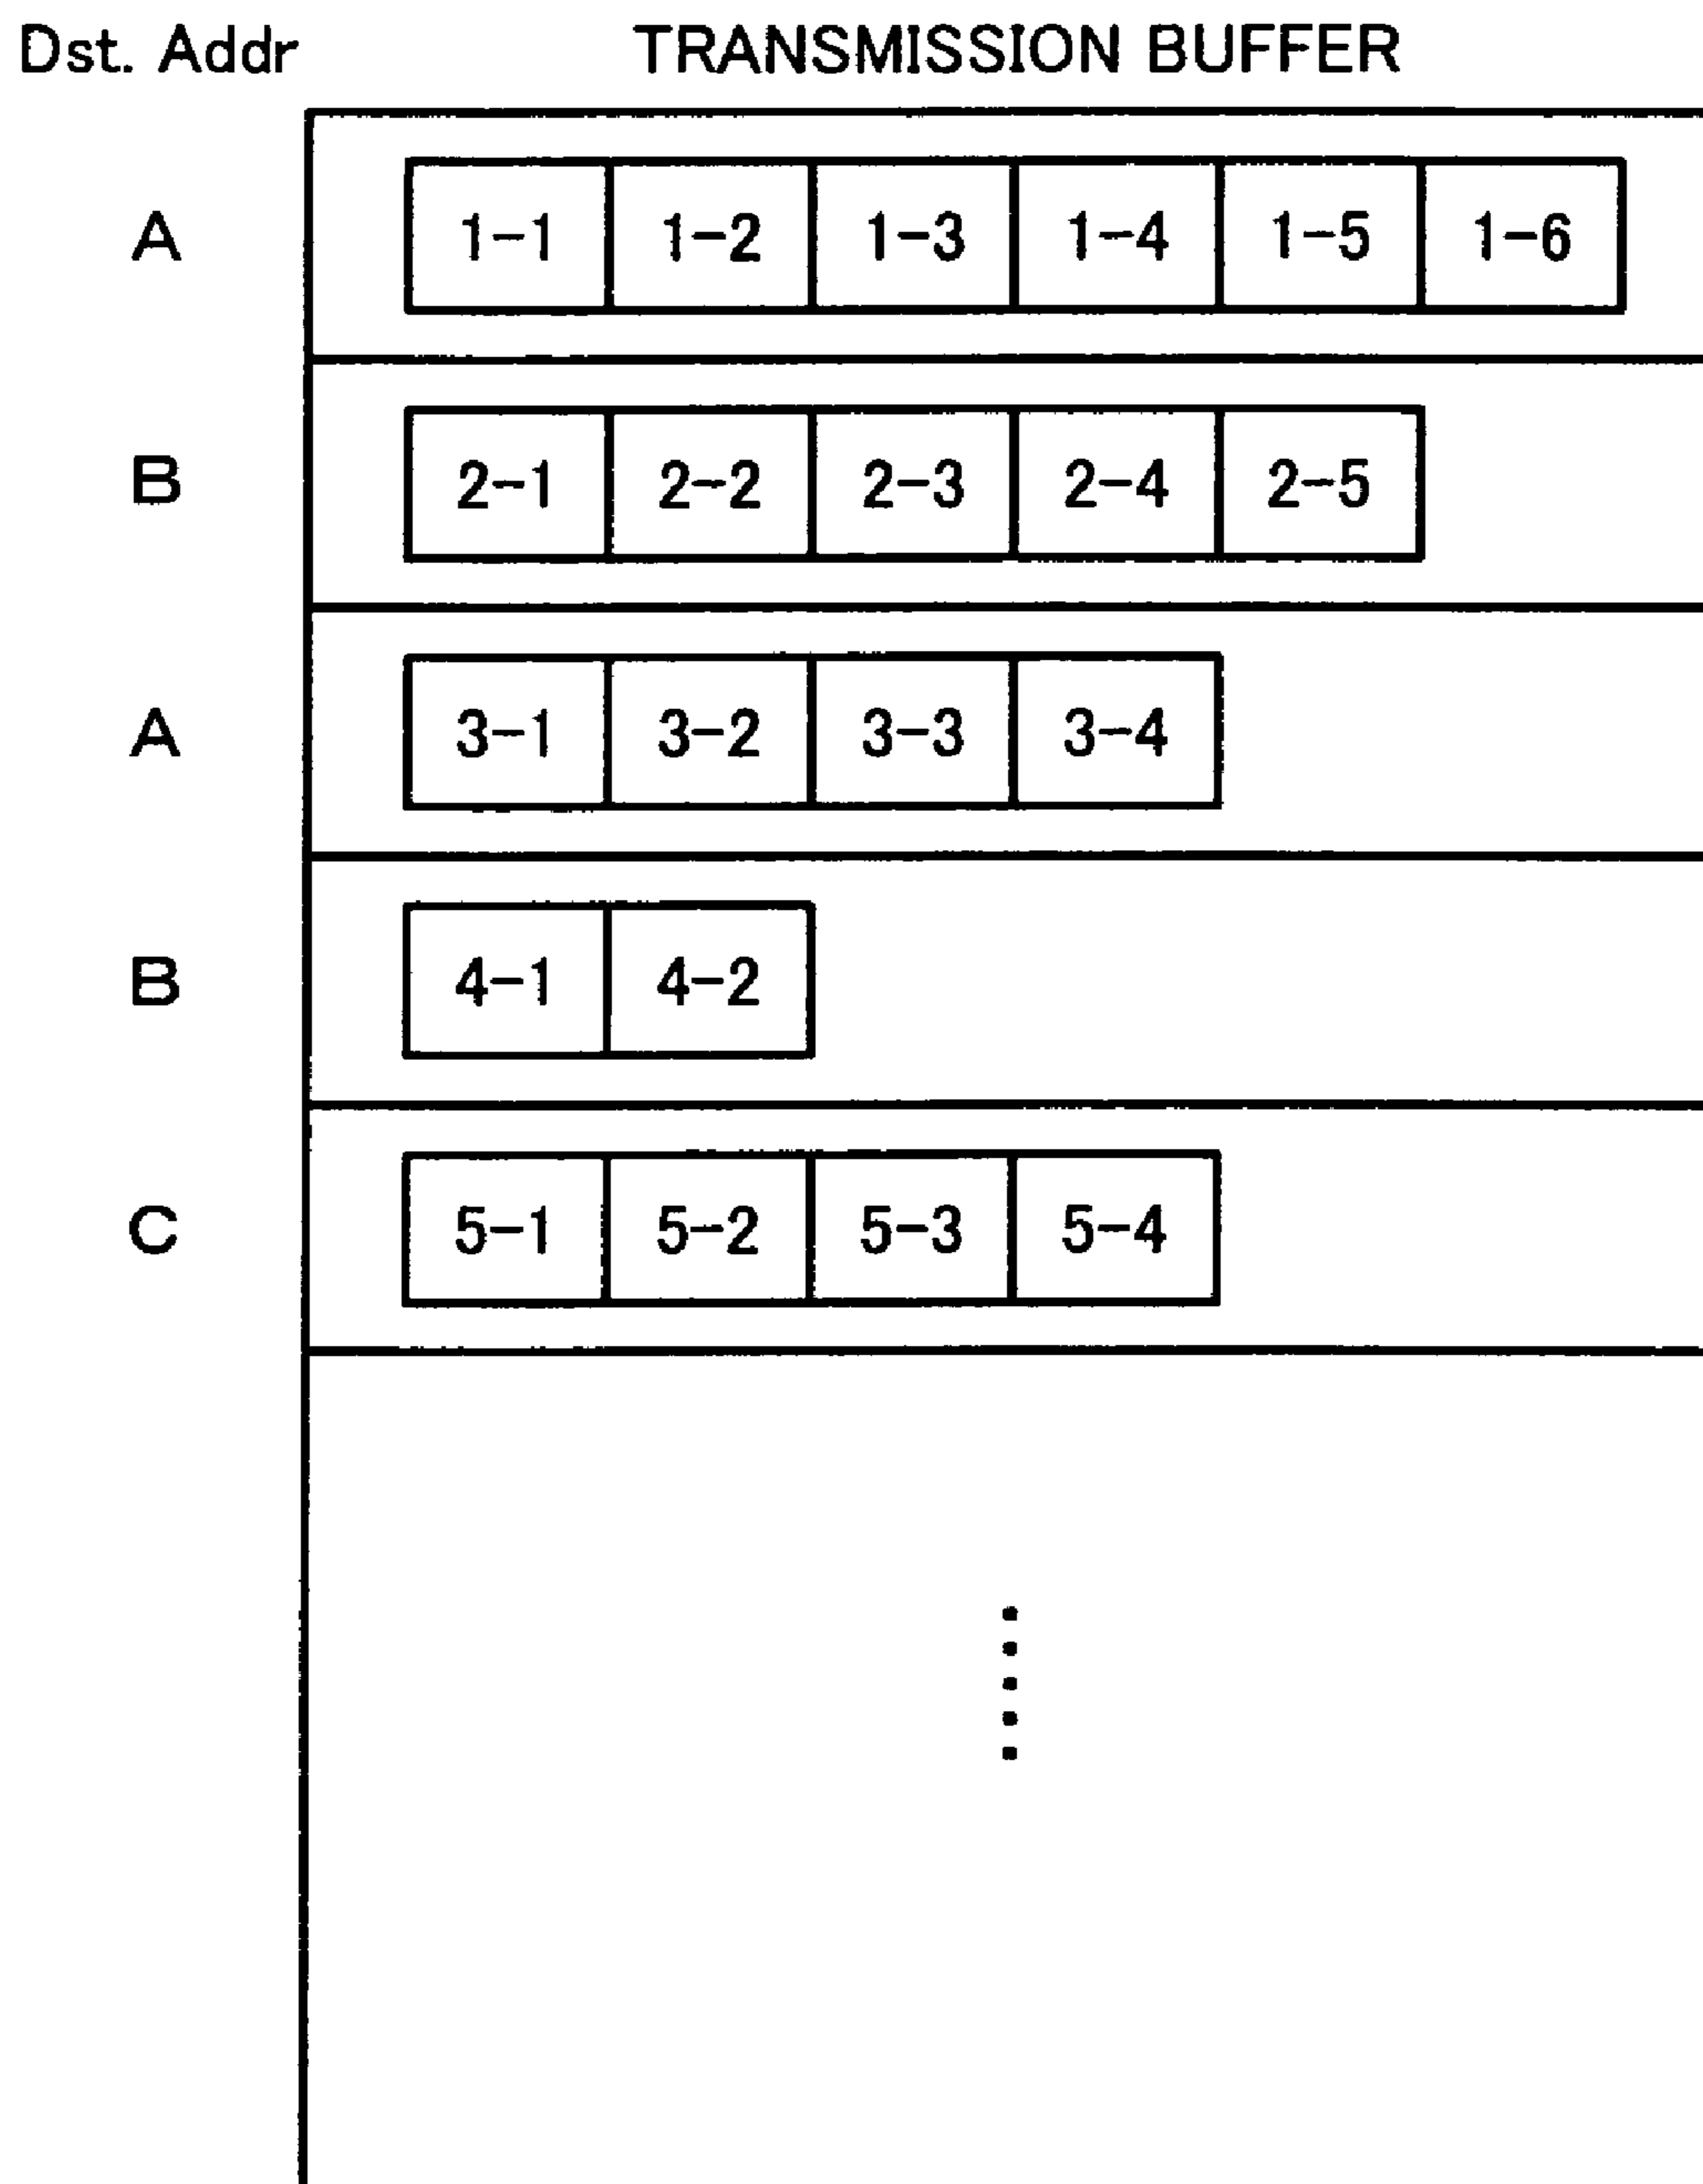 Dst. Addr TRANSMISSION BUFFER
A 1-1 1-2 1-3 1-4 1-5 1-6
B 2-1 2-2 2-3 2-4 2-5
A 3-1 3-2 3-3 3-4
B 4-1 4-2
C 5-1 5-2 5-3 5-4